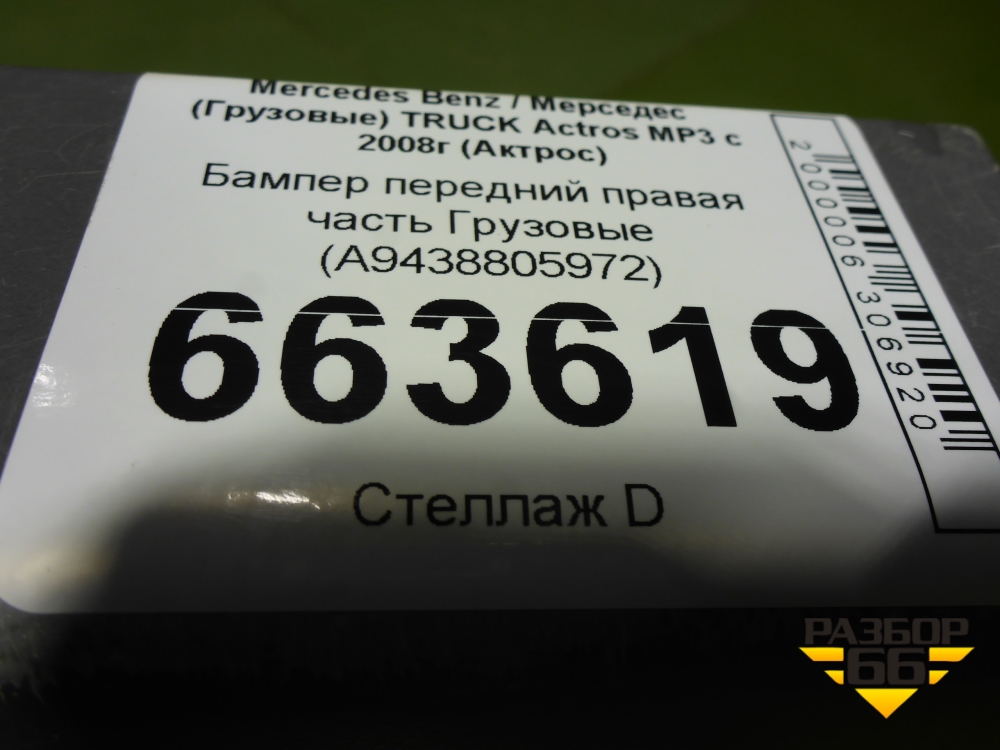 Mercedes Benz / Мерседес
(Грузовые) TRUCK Actros MP3 с
2008г (Актрос)
Бампер передний правая
часть Грузовые
(A9438805972)
663619
Стеллаж D
2000006306920
РАЗБОР
66